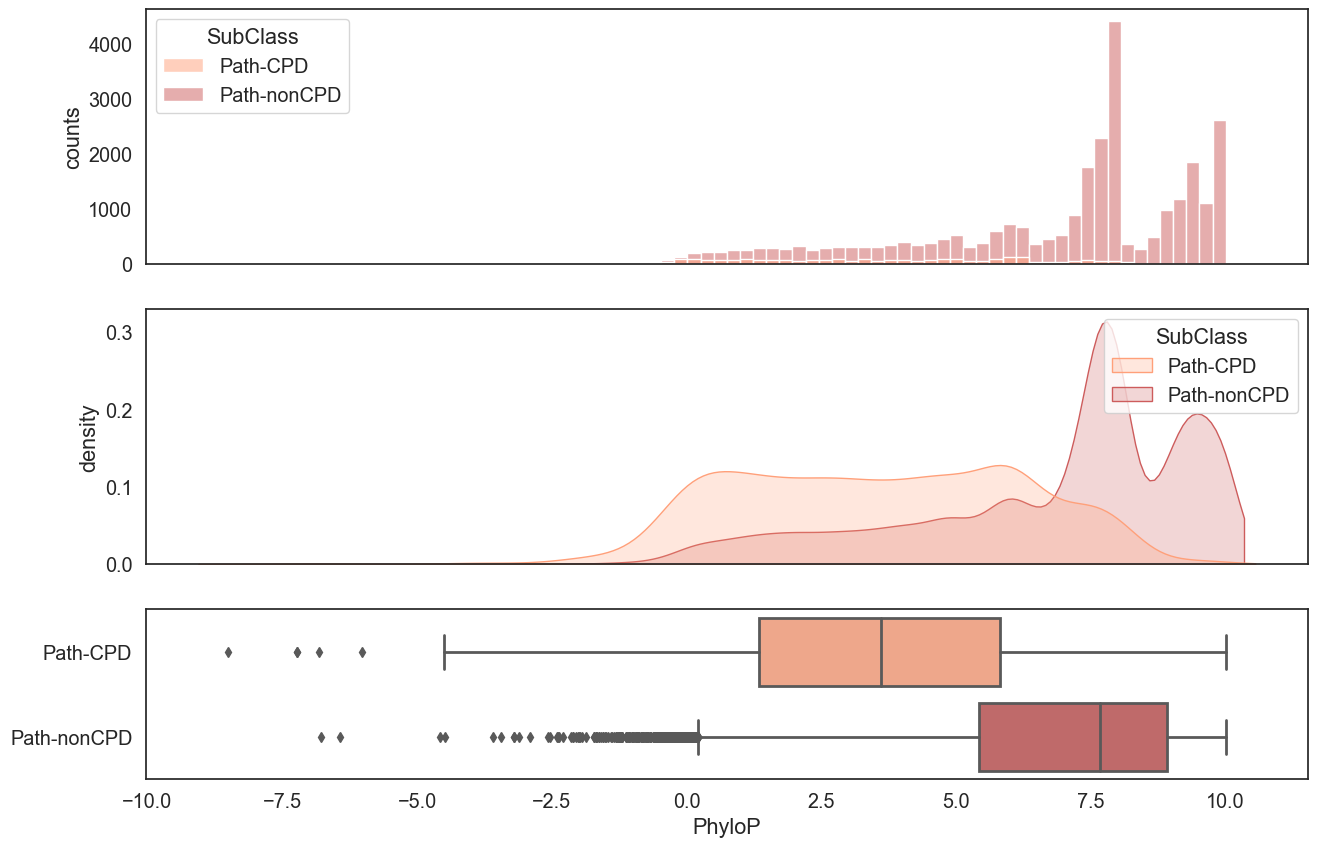 SubClass
Path-CPD
Path-nonCPD
4000
3000
2000
1000
0
counts
SubClass
Path-CPD
Path-nonCPD
0.3
0.2
0.1
0.0
density
Path-CPD
Path-nonCPD
−10.0 −7.5 −5.0 −2.5 0.0 2.5 5.0 7.5 10.0
PhyloP